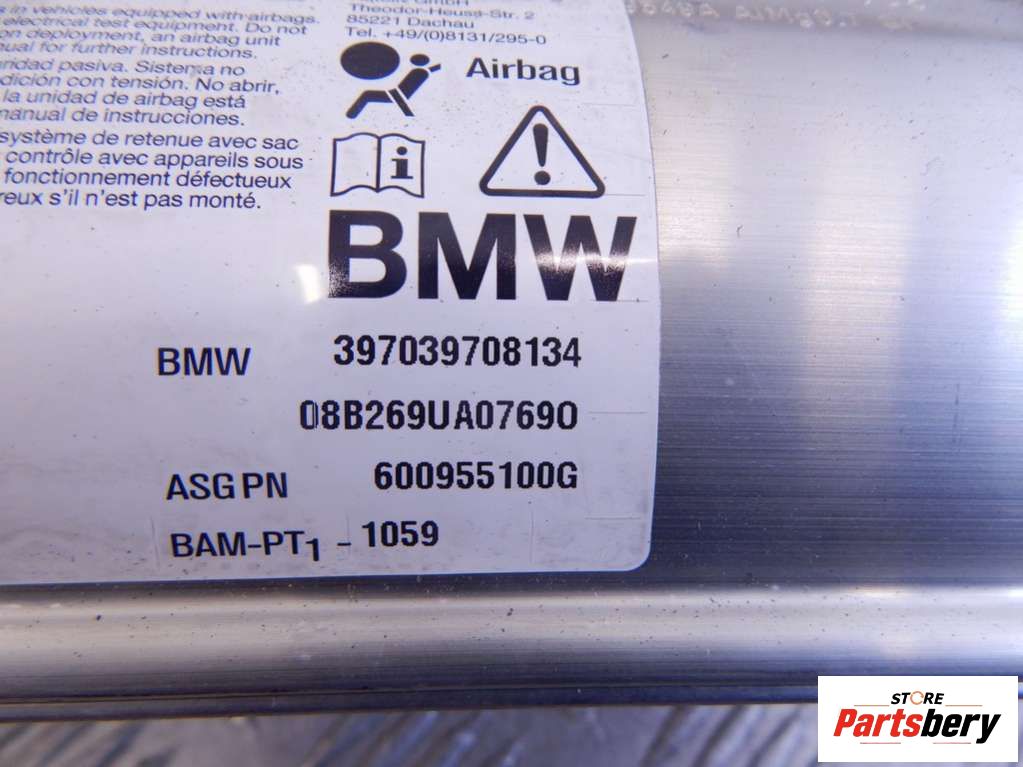 in vehicles equipped with airbags.
electrical test equipment. Do not
on deployment, an airbag unit
nual for further instructions.
ridad pasiva. Sistema no
dición con tensión. No abrir,
la unidad de airbag está
manual de instrucciones.
système de retenue avec sac
contrôle avec appareils sous
fonctionnement défectueux
reux s'il n'est pas monté.
GmbH
Theodor-Heuss-Str. 2
85221 Dachau
Tel. +49/(0)8131/295-0
Airbag
BMW
BMW 397039708134
08B269UA0769O
ASG PN 600955100G
BAM-PT1 - 1059
STORE
Partsbery